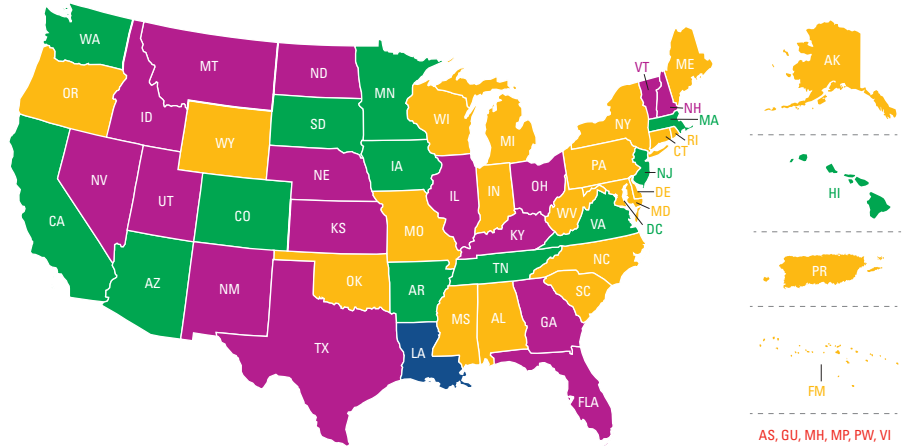 WA
MT
ND
MN
OR
ID
SD
WY
WI
MI
VT
ME
NH
MA
NY
RI
CT
NV
UT
CO
NE
IA
IL
IN
OH
PA
NJ
DE
MD
DC
WV
VA
CA
KS
MO
KY
AZ
NM
OK
AR
TN
NC
SC
TX
LA
MS
AL
GA
FLA
AK
HI
PR
FM
AS, GU, MH, MP, PW, VI